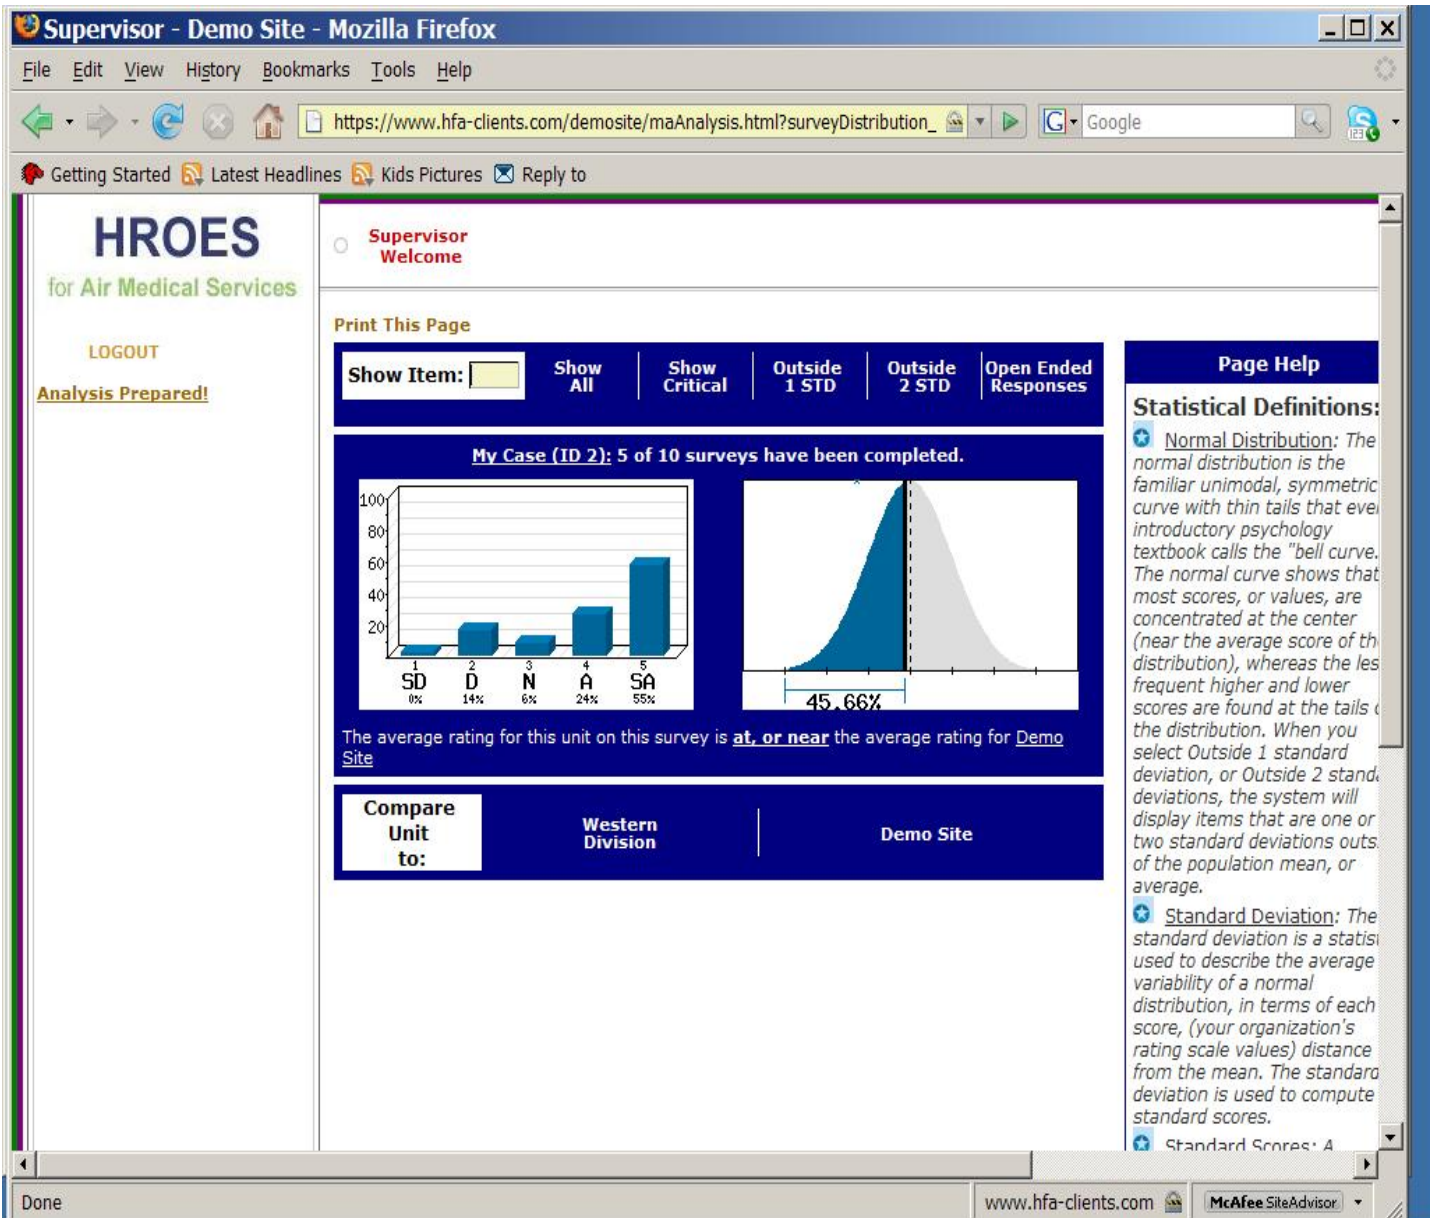 Supervisor - Demo Site - Mozilla Firefox
File Edit View History Bookmarks Tools Help
https://www.hfa-clients.com/demosite/maAnalysis.html?surveyDistribution_
Google
Getting Started Latest Headlines Kids Pictures Reply to
HROES
for Air Medical Services
LOGOUT
Analysis Prepared!
Supervisor
Welcome
Print This Page
Show Item:
Show
All
Show
Critical
Outside
1 STD
Outside
2 STD
Open Ended
Responses
My Case (ID 2): 5 of 10 surveys have been completed.
100
80
60
40
20
1 2 3 4 5
SD D N A SA
0% 14% 6% 24% 55%
45.66%
The average rating for this unit on this survey is at, or near the average rating for Demo
Site
Compare
Unit
to:
Western
Division
Demo Site
Page Help
Statistical Definitions:
Normal Distribution: The
normal distribution is the
familiar unimodal, symmetric
curve with thin tails that
introductory psychology
textbook calls the "bell curve.
The normal curve shows that
most scores, or values, are
concentrated at the center
(near the average score of
distribution), whereas the
frequent higher and lower
scores are found at the tails
the distribution. When you
select Outside 1 standard
deviation, or Outside 2
deviations, the system will
display items that are one or
two standard deviations
of the population mean, or
average.
Standard Deviation: The
standard deviation is a
used to describe the average
variability of a normal
distribution, in terms of each
score, (your organization's
rating scale values) distance
from the mean. The
deviation is used to compute
standard scores.
Standard Scores: A
Done
www.hfa-clients.com
McAfee SiteAdvisor